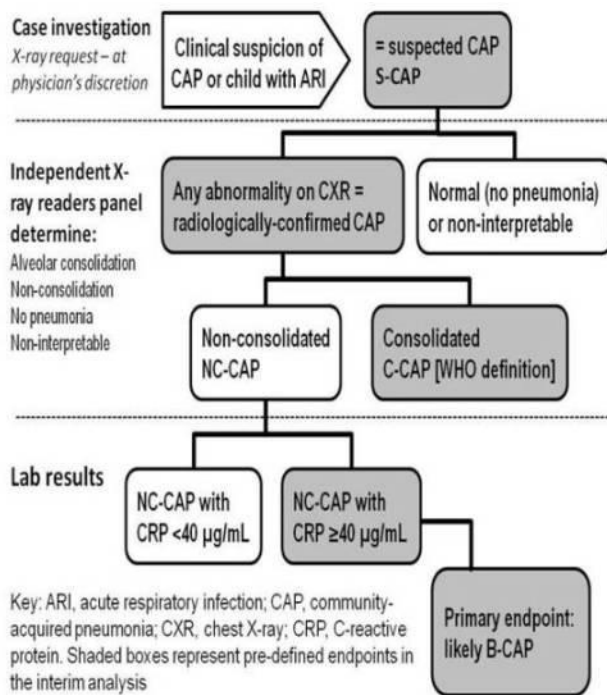 Case investigation
X-ray request – at
physician's discretion
Clinical suspicion of
CAP or child with ARI
= suspected CAP
S-CAP
Independent X-
ray readers panel
determine:
Alveolar consolidation
Non-consolidation
No pneumonia
Non-interpretable
Any abnormality on CXR =
radiologically-confirmed CAP
Normal (no pneumonia)
or non-interpretable
Non-consolidated
NC-CAP
Consolidated
C-CAP [WHO definition]
Lab results
NC-CAP with
CRP <40 µg/mL
NC-CAP with
CRP ≥40 µg/mL
Primary endpoint:
likely B-CAP
Key: ARI, acute respiratory infection; CAP, community-
acquired pneumonia; CXR, chest X-ray; CRP, C-reactive
protein. Shaded boxes represent pre-defined endpoints in
the interim analysis